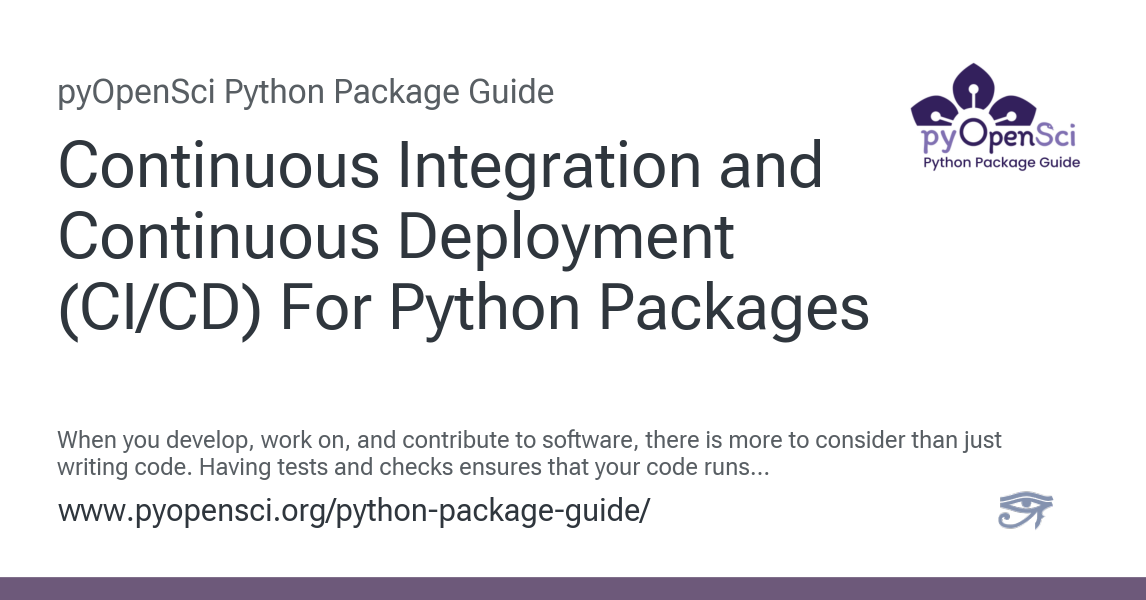 pyOpenSci Python Package Guide
Continuous Integration and
Continuous Deployment
(CI/CD) For Python Packages
pyOpenSci
Python Package Guide
When you develop, work on, and contribute to software, there is more to consider than just
writing code. Having tests and checks ensures that your code runs...
www.pyopensci.org/python-package-guide/